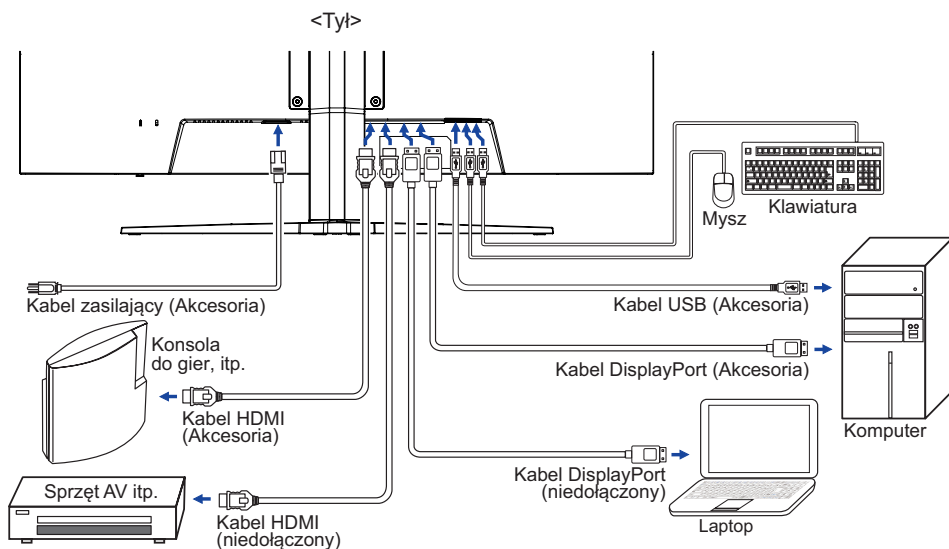 <Tył>
Mysz
Klawiatura
Kabel zasilający (Akcesoria)
Kabel USB (Akcesoria)
Konsola
do gier, itp.
Kabel DisplayPort (Akcesoria)
Kabel HDMI
(Akcesoria)
Komputer
Kabel DisplayPort
(niedołączony)
Sprzęt AV itp.
Kabel HDMI
(niedołączony)
Laptop